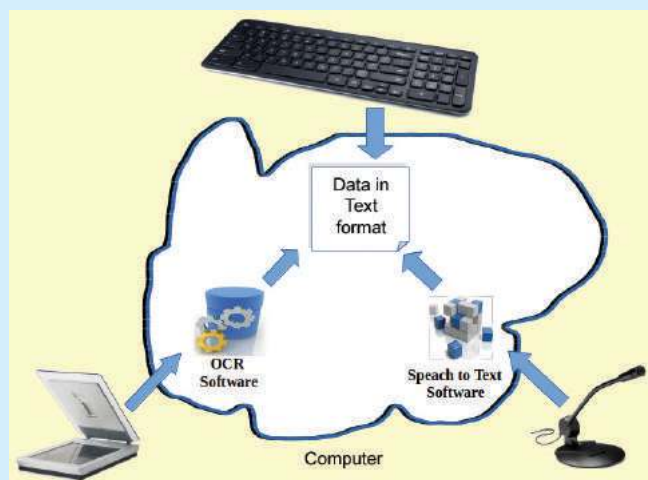 Data in
Text
format
OCR
Software
Speach to Text
Software
Computer